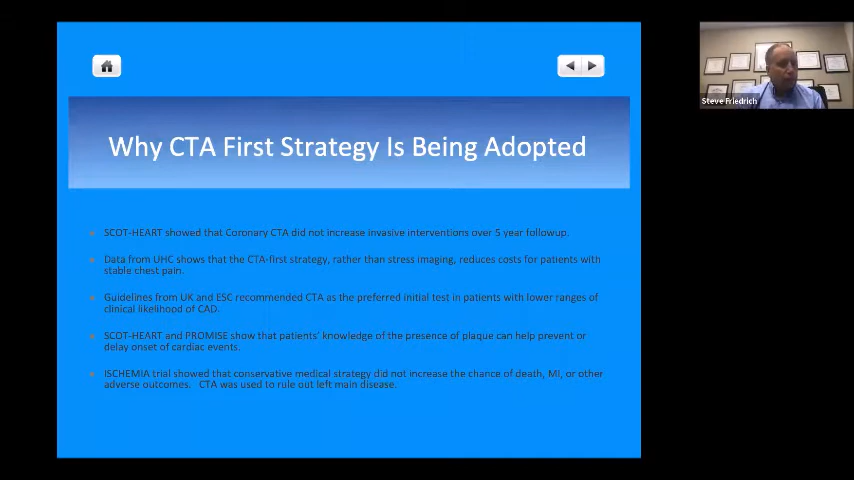 Why CTA First Strategy Is Being Adopted
SCOT-HEART showed that Coronary CTA did not increase invasive interventions over 5 year followup.
Data from UHC shows that the CTA-first strategy, rather than stress imaging, reduces costs for patients with
stable chest pain.
Guidelines from UK and ESC recommended CTA as the preferred initial test in patients with lower ranges of
clinical likelihood of CAD.
SCOT-HEART and PROMISE show that patients' knowledge of the presence of plaque can help prevent or
delay onset of cardiac events.
ISCHEMIA trial showed that conservative medical strategy did not increase the chance of death, MI, or other
adverse outcomes. CTA was used to rule out left main disease.
Steve Friedrich